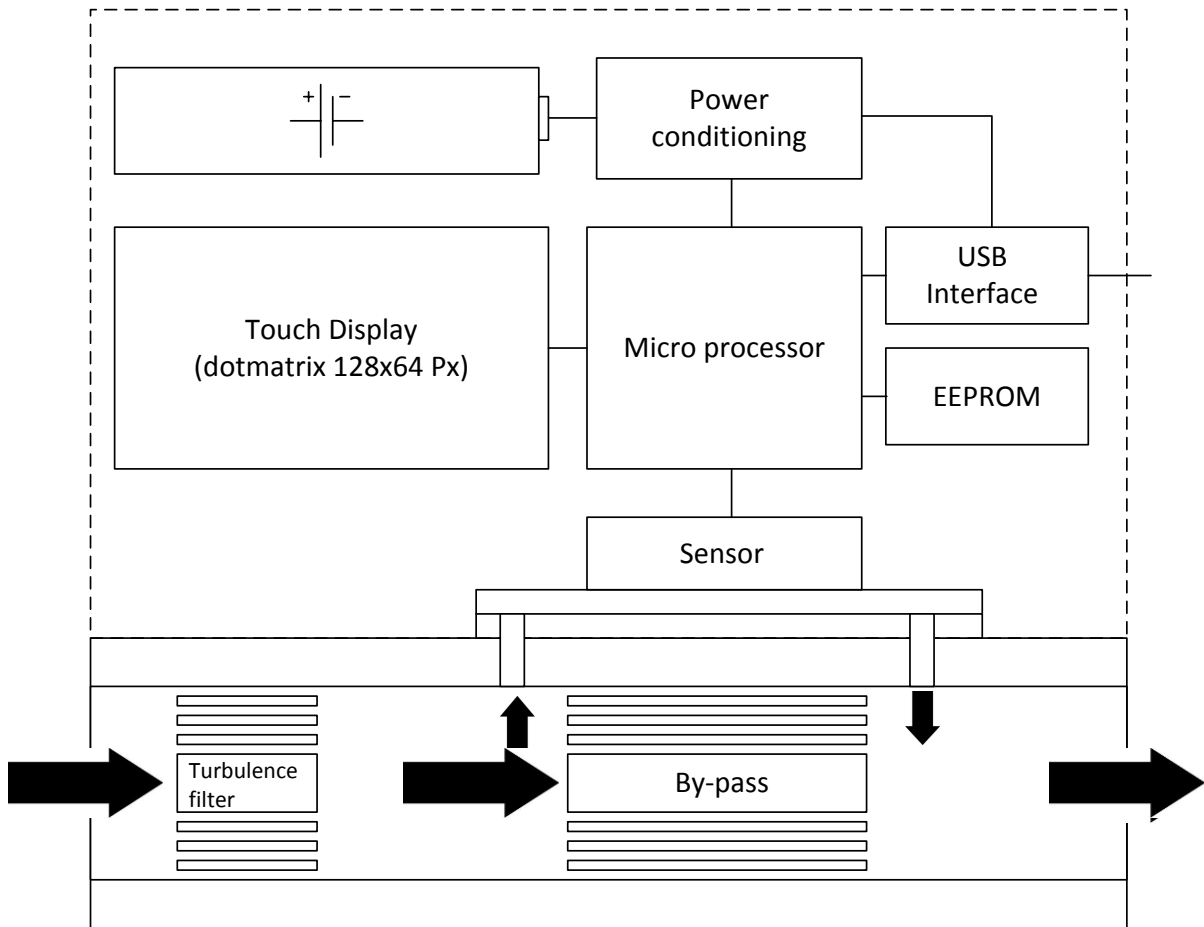 + −
Power
conditioning
USB
Interface
Touch Display
(dotmatrix 128x64 Px)
Micro processor
EEPROM
Sensor
Turbulence
filter
By-pass